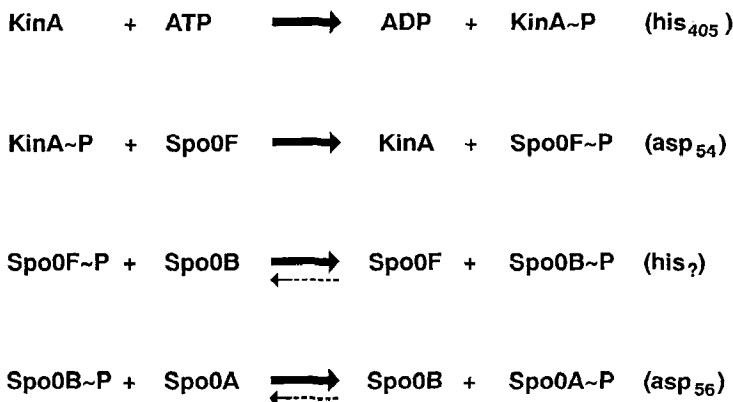 KinA + ATP ADP + KinA~P (his405)
KinA~P + Spo0F KinA + Spo0F~P (asp54)
Spo0F~P + Spo0B Spo0F + Spo0B~P (his?)
Spo0B~P + Spo0A Spo0B + Spo0A~P (asp56)